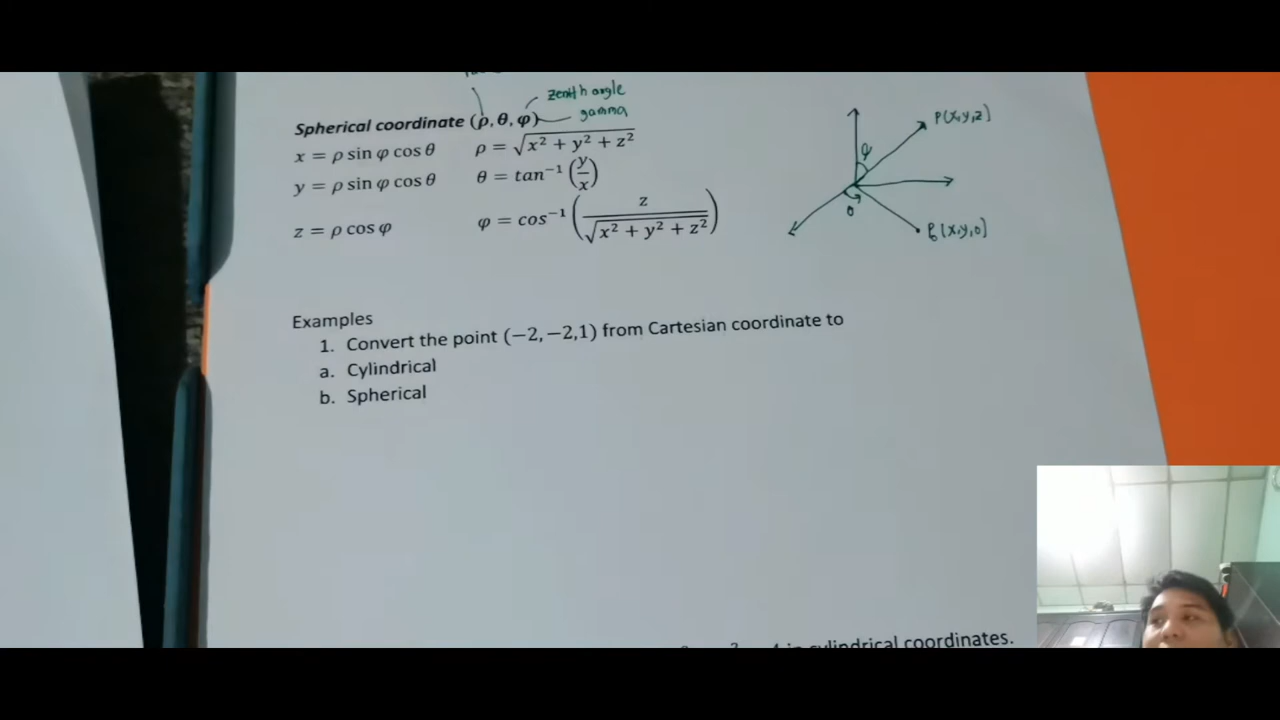 zenith angle
gamma
Spherical coordinate (ρ, θ, φ)
x = ρ sin φ cos θ ρ = √x² + y² + z²
y = ρ sin φ cos θ θ = tan⁻¹ (y/x)
z = ρ cos φ φ = cos⁻¹ (z/√x² + y² + z²)
φ
P(x,y,z)
θ
(x,y,0)
Examples
1. Convert the point (−2, −2,1) from Cartesian coordinate to
a. Cylindrical
b. Spherical
in cylindrical coordinates.